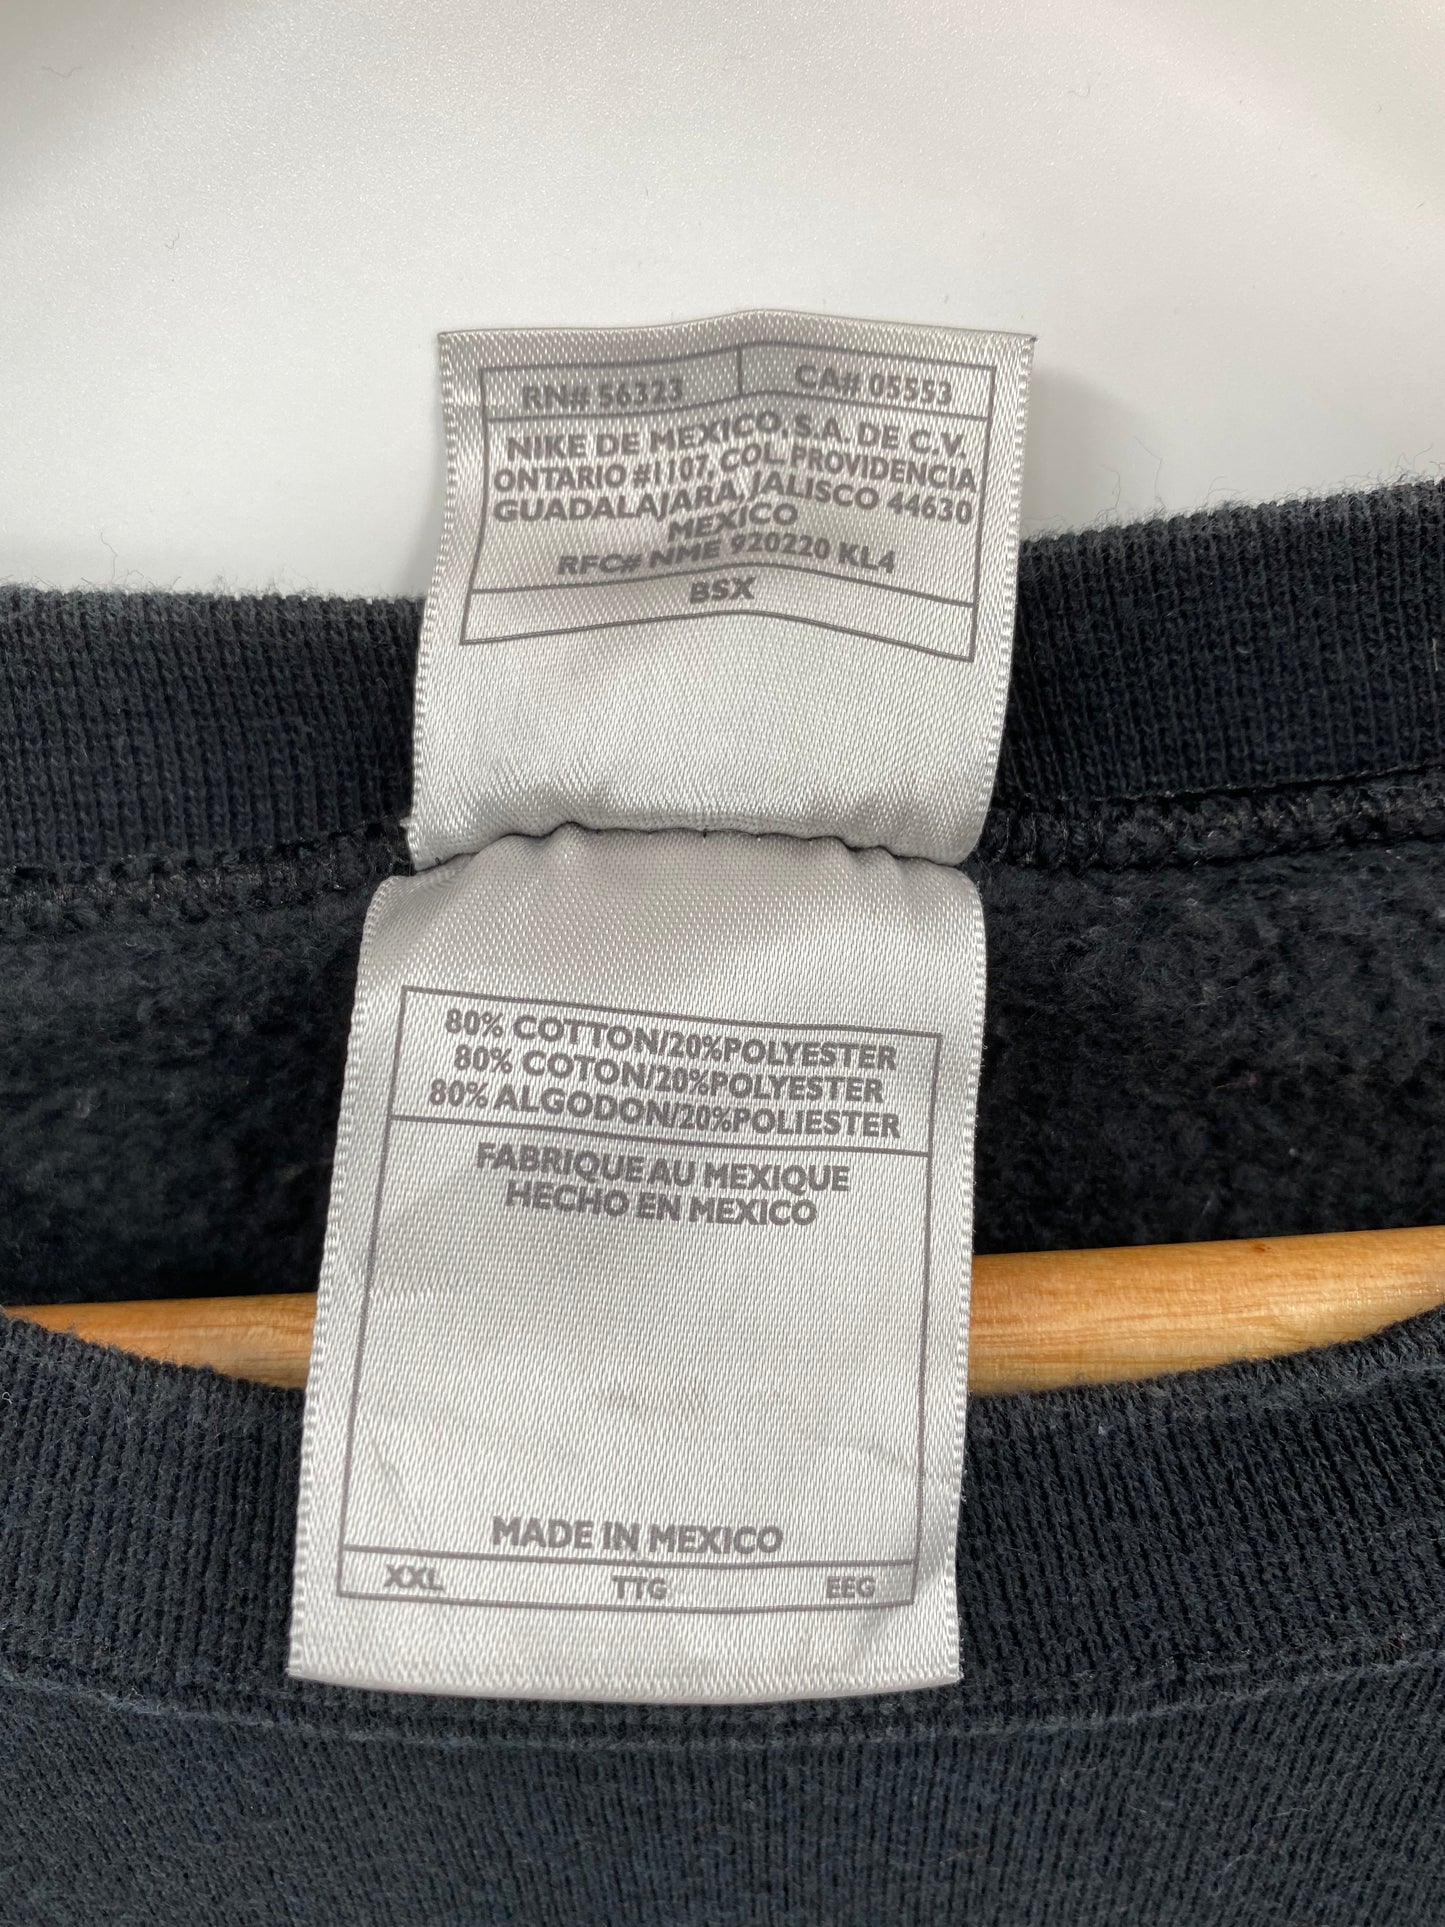 RN# 56323 CA# 05553
NIKE DE MEXICO, S.A. DE C.V.
ONTARIO #1107, COL. PROVIDENCIA
GUADALAJARA, JALISCO 44630
MEXICO
RFC# NME 920220 KL4
BSX
80% COTTON/20%POLYESTER
80% COTON/20%POLYESTER
80% ALGODON/20%POLIESTER
FABRIQUE AU MEXIQUE
HECHO EN MEXICO
MADE IN MEXICO
XXL TTG EEG